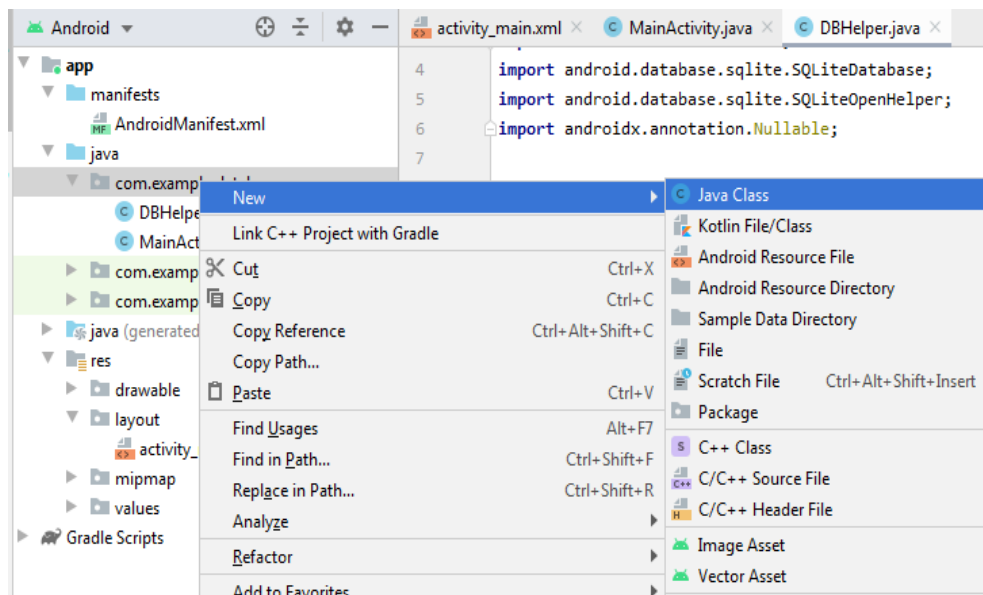 Android
activity_main.xml
MainActivity.java
DBHelper.java
app
manifests
MF AndroidManifest.xml
java
DBHelpe
MainAct
com.examp
com.examp
java (generated
res
drawable
layout
activity_
mipmap
values
Gradle Scripts
4 import android.database.sqlite.SQLiteDatabase;
5 import android.database.sqlite.SQLiteOpenHelper;
6 import androidx.annotation.Nullable;
7
New
Link C++ Project with Gradle
Cut Ctrl+X
Copy Ctrl+C
Copy Reference Ctrl+Alt+Shift+C
Copy Path...
Paste Ctrl+V
Find Usages Alt+F7
Find in Path... Ctrl+Shift+F
Replace in Path... Ctrl+Shift+R
Analyze
Refactor
Add to Favorites
C Java Class
Kotlin File/Class
Android Resource File
Android Resource Directory
Sample Data Directory
File
Scratch File Ctrl+Alt+Shift+Insert
Package
S C++ Class
C++ C/C++ Source File
H C/C++ Header File
Image Asset
Vector Asset